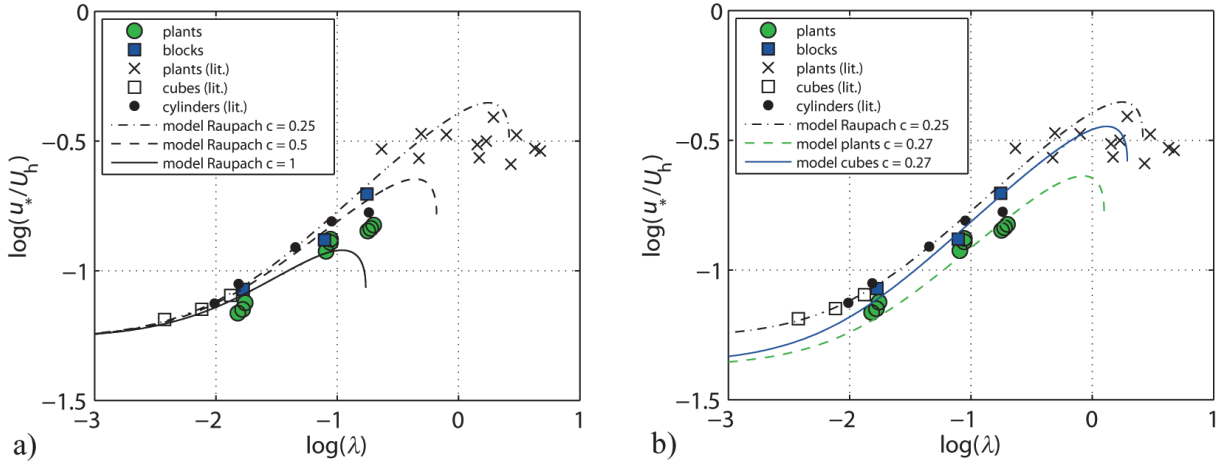 0
−0.5
−1
−1.5
log(u*/Uh)
−3
−2
−1
0
1
log(λ)
plants
blocks
plants (lit.)
cubes (lit.)
cylinders (lit.)
model Raupach c = 0.25
model Raupach c = 0.5
model Raupach c = 1
a)
0
−0.5
−1
−1.5
log(u*/Uh)
−3
−2
−1
0
1
log(λ)
plants
blocks
plants (lit.)
cubes (lit.)
cylinders (lit.)
model Raupach c = 0.25
model plants c = 0.27
model cubes c = 0.27
b)